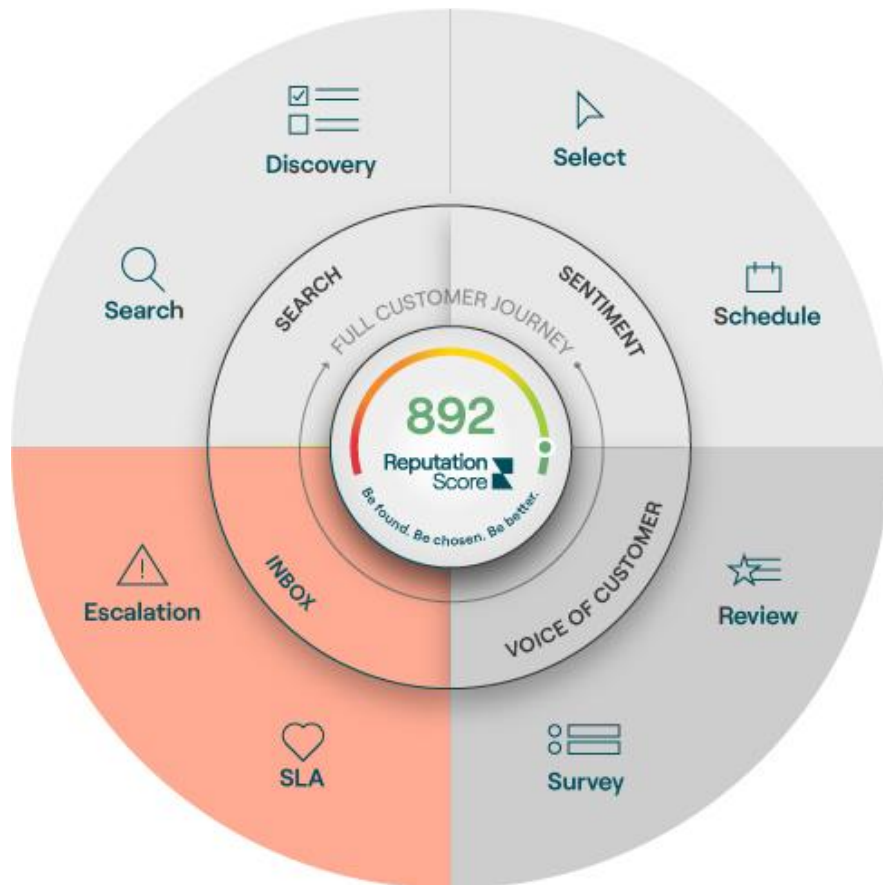 Discovery
Select
Search
Schedule
SEARCH
SENTIMENT
FULL CUSTOMER JOURNEY
892
Reputation
Score
Be found. Be chosen. Be better.
INBOX
VOICE OF CUSTOMER
Escalation
Review
SLA
Survey